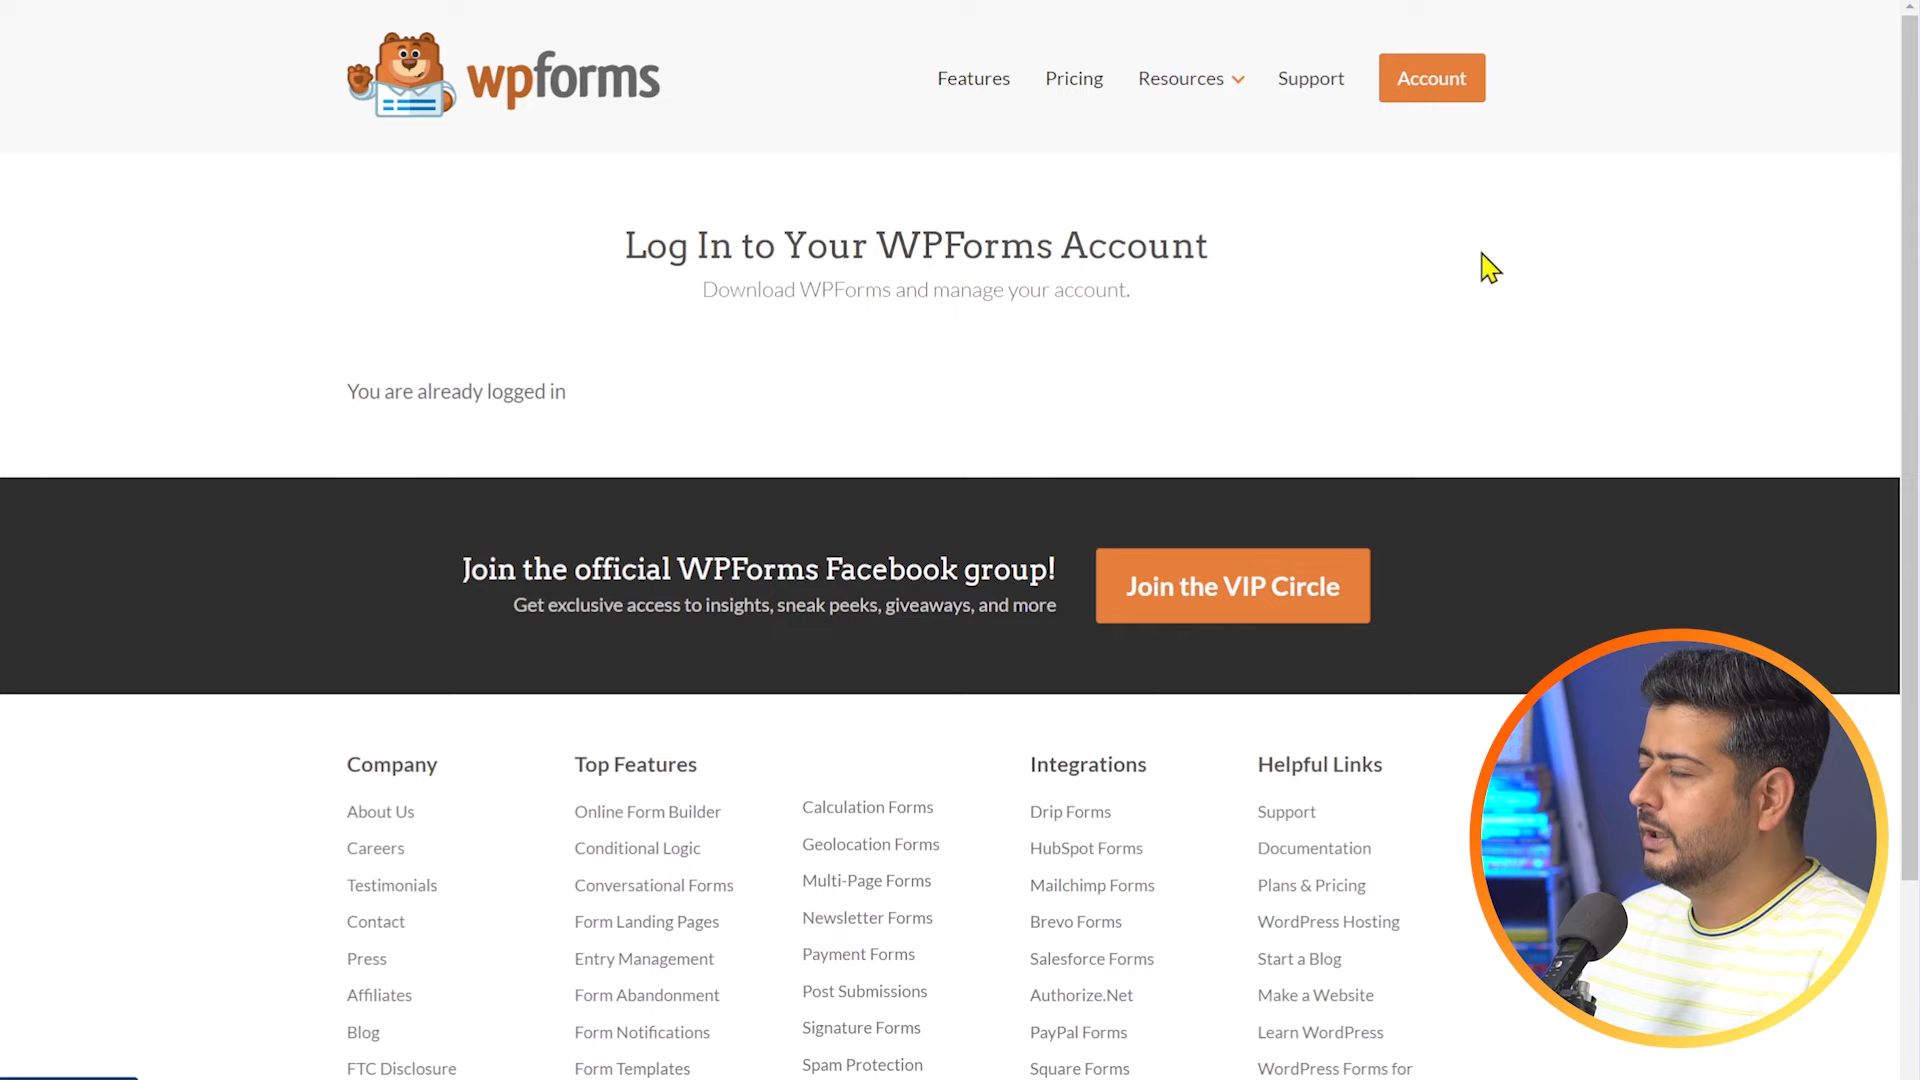 wpforms
Features
Pricing
Resources
Support
Account
Log In to Your WPForms Account
Download WPForms and manage your account.
You are already logged in
Join the official WPForms Facebook group!
Get exclusive access to insights, sneak peeks, giveaways, and more
Join the VIP Circle
Company
About Us
Careers
Testimonials
Contact
Press
Affiliates
Blog
FTC Disclosure
Top Features
Online Form Builder
Conditional Logic
Conversational Forms
Form Landing Pages
Entry Management
Form Abandonment
Form Notifications
Form Templates
Calculation Forms
Geolocation Forms
Multi-Page Forms
Newsletter Forms
Payment Forms
Post Submissions
Signature Forms
Spam Protection
Integrations
Drip Forms
HubSpot Forms
Mailchimp Forms
Brevo Forms
Salesforce Forms
Authorize.Net
PayPal Forms
Square Forms
Helpful Links
Support
Documentation
Plans & Pricing
WordPress Hosting
Start a Blog
Make a Website
Learn WordPress
WordPress Forms for